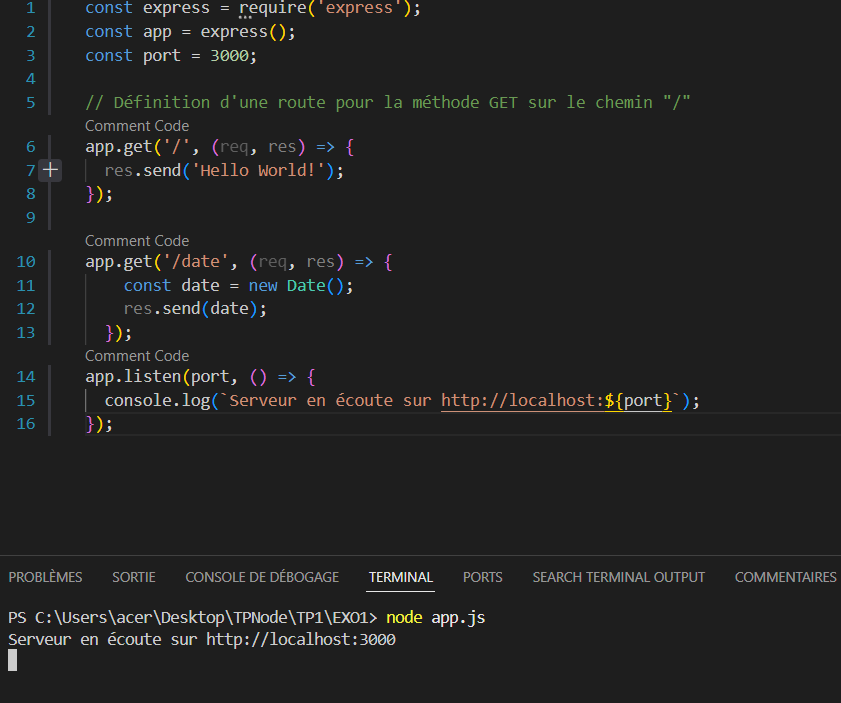 1 const express = require('express');
2 const app = express();
3 const port = 3000;
4
5 // Définition d'une route pour la méthode GET sur le chemin "/"
Comment Code
6 app.get('/', (req, res) => {
7 + res.send('Hello World!');
8 });
9
Comment Code
10 app.get('/date', (req, res) => {
11 const date = new Date();
12 res.send(date);
13 });
Comment Code
14 app.listen(port, () => {
15 console.log(`Serveur en écoute sur http://localhost:${port}`);
16 });
PROBLÈMES SORTIE CONSOLE DE DÉBOGAGE TERMINAL PORTS SEARCH TERMINAL OUTPUT COMMENTAIRES
PS C:\Users\acer\Desktop\TPNode\TP1\EXO1> node app.js
Serveur en écoute sur http://localhost:3000